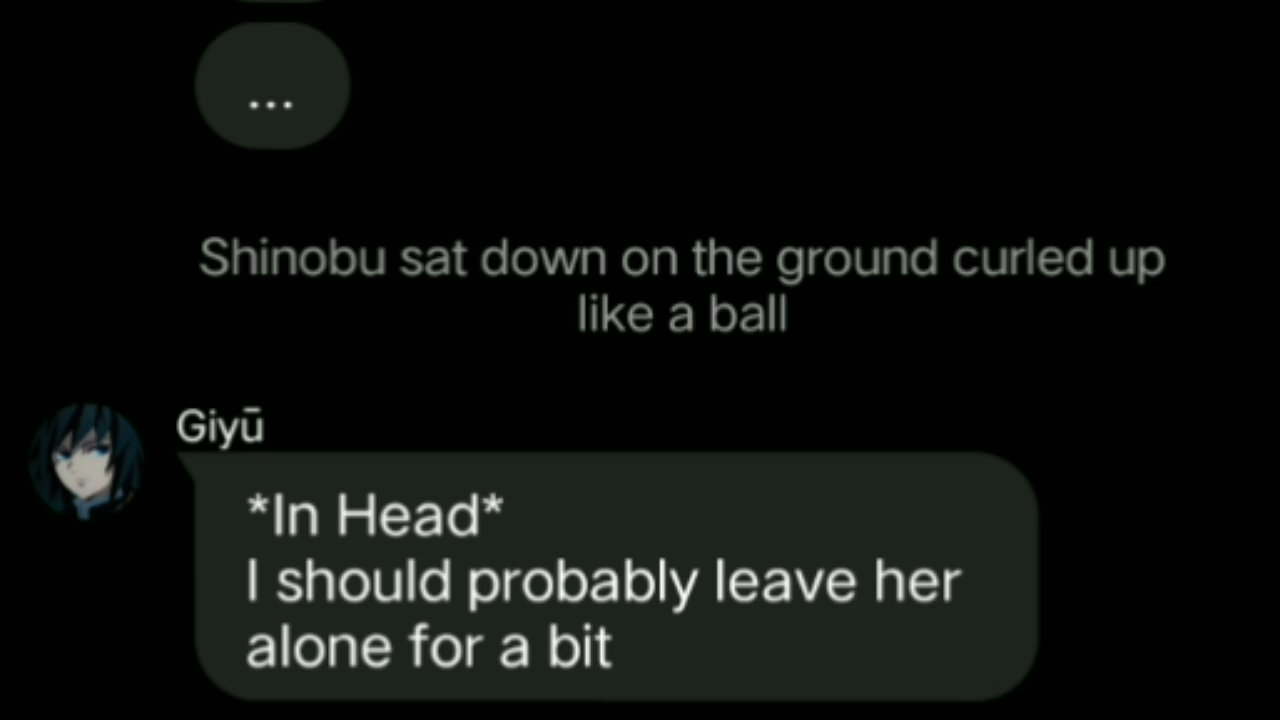 ...
Shinobu sat down on the ground curled up
like a ball
Giyū
*In Head*
I should probably leave her
alone for a bit